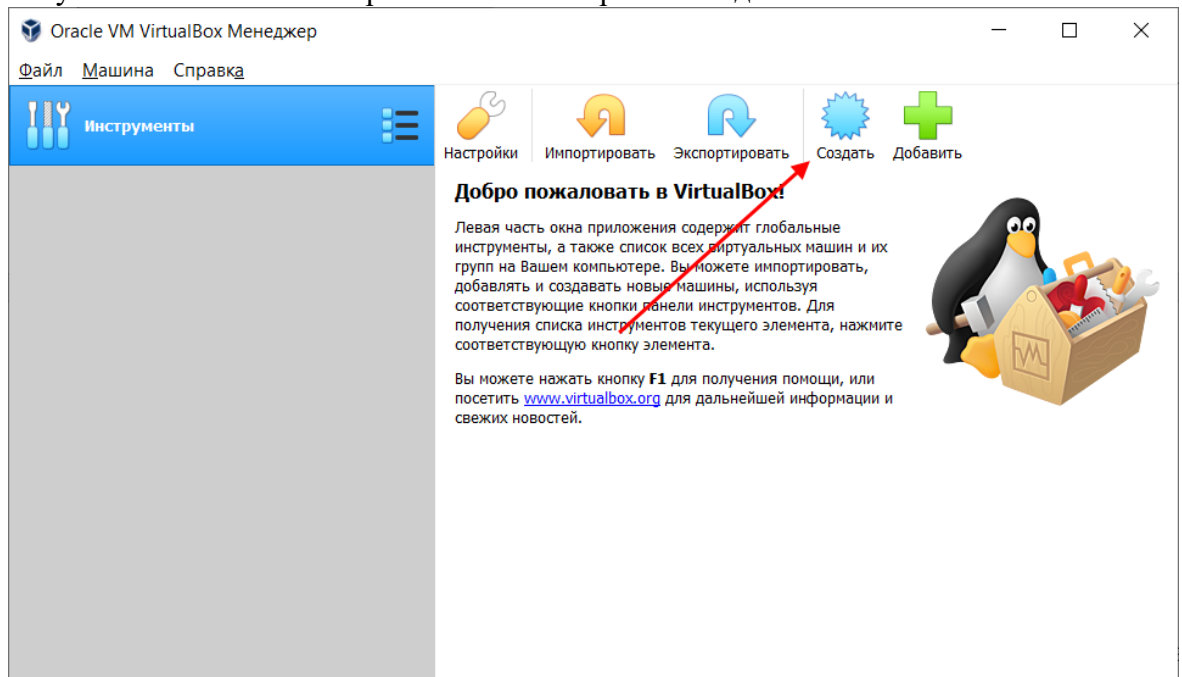 Oracle VM VirtualBox Менеджер
Файл Машина Справка
Инструменты
Настройки Импортировать Экспортировать Создать Добавить
Добро пожаловать в VirtualBox!
Левая часть окна приложения содержит глобальные
инструменты, а также список всех виртуальных машин и их
групп на Вашем компьютере. Вы можете импортировать,
добавлять и создавать новые машины, используя
соответствующие кнопки панели инструментов. Для
получения списка инструментов текущего элемента, нажмите
соответствующую кнопку элемента.
Вы можете нажать кнопку F1 для получения помощи, или
посетить www.virtualbox.org для дальнейшей информации и
свежих новостей.